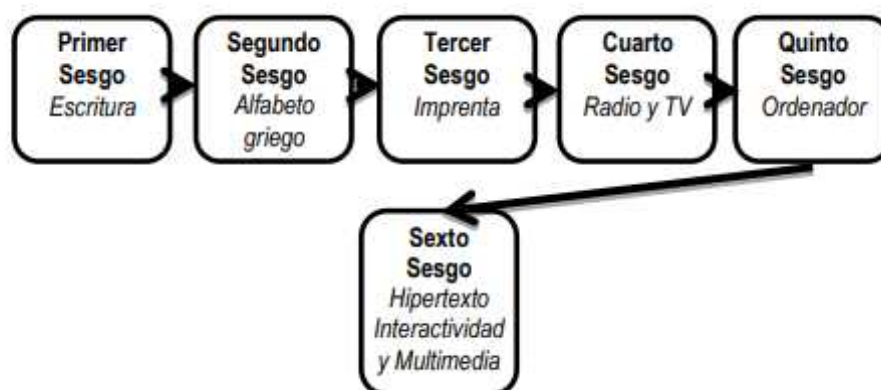 Primer
Sesgo
Escritura
Segundo
Sesgo
Alfabeto
griego
Tercer
Sesgo
Imprenta
Cuarto
Sesgo
Radio y TV
Quinto
Sesgo
Ordenador
Sexto
Sesgo
Hipertexto
Interactividad
y Multimedia